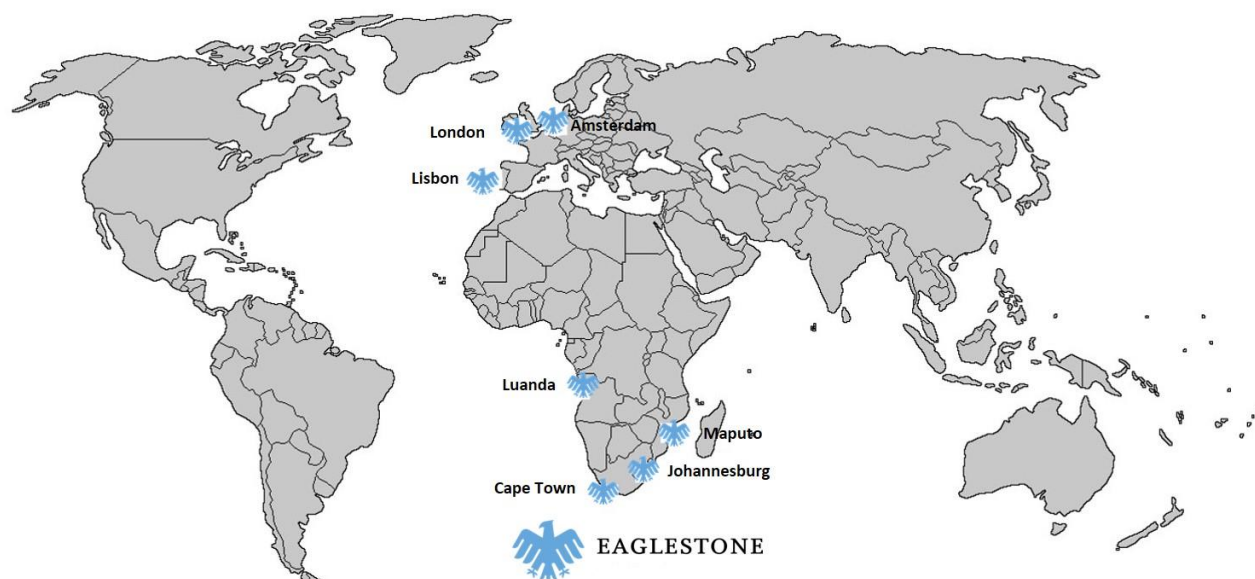 London
Amsterdam
Lisbon
Luanda
Maputo
Johannesburg
Cape Town
EAGLESTONE